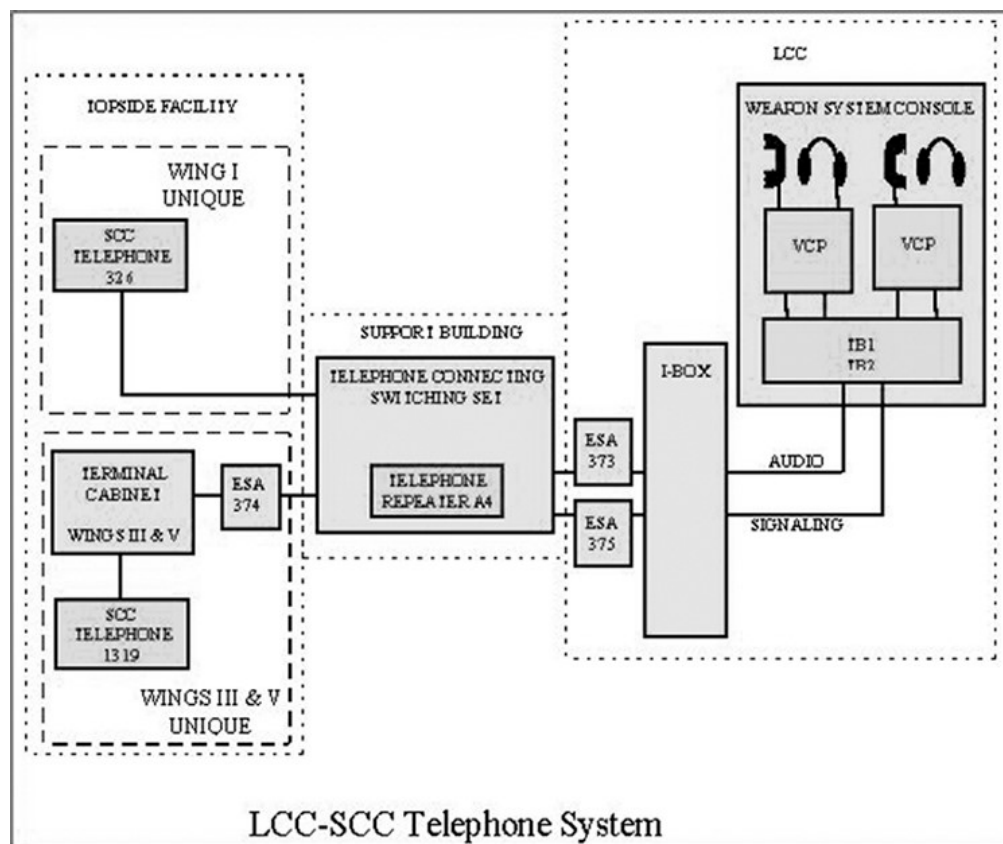 LCC
TOPSIDE FACILITY
WEAPON SYSTEM CONSOLE
WING I
UNIQUE
SCC
TELEPHONE
326
VCP
VCP
SUPPORT BUILDING
TELEPHONE CONNECTING
SWITCHING SET
TELEPHONE
REPEATER A4
I-BOX
TB1
TB2
ESA
373
ESA
375
AUDIO
SIGNALING
TERMINAL
CABINET
WINGS III & V
ESA
374
SCC
TELEPHONE
1319
WINGS III & V
UNIQUE
LCC-SCC Telephone System